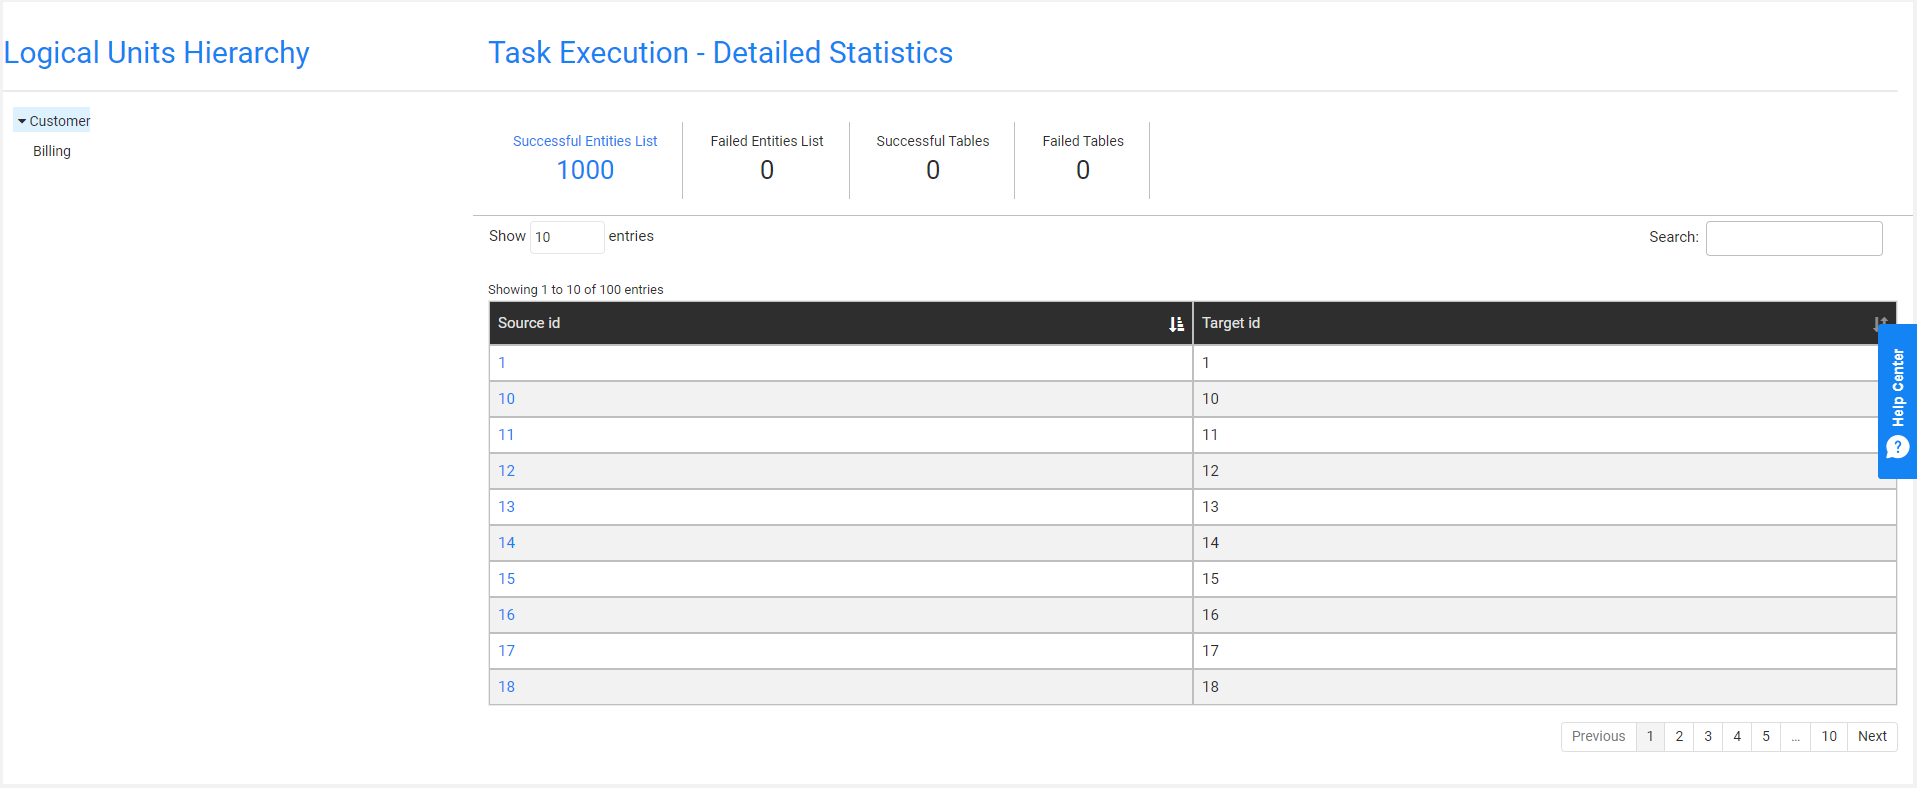 Logical Units Hierarchy
Task Execution - Detailed Statistics
Customer
Billing
Successful Entities List
1000
Failed Entities List
0
Successful Tables
0
Failed Tables
0
Show 10 entries
Search:
Showing 1 to 10 of 100 entries
Source id Target id
1 1
10 10
11 11
12 12
13 13
14 14
15 15
16 16
17 17
18 18
Help Center
?
Previous 1 2 3 4 5 ... 10 Next